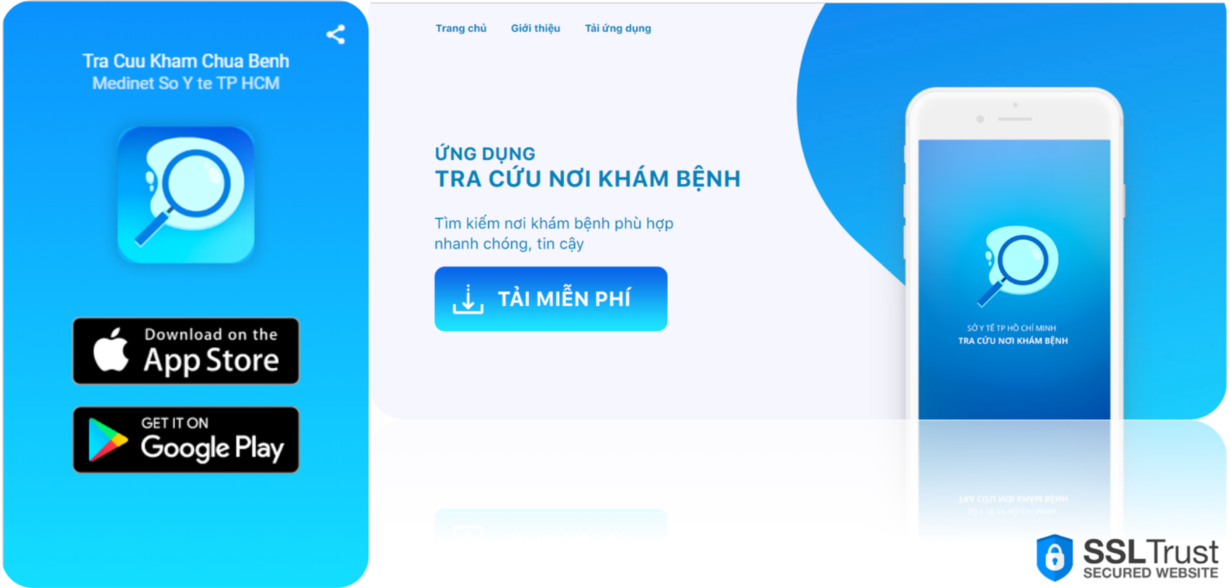 Tra Cuu Kham Chua Benh
Medinet So Y te TP HCM
Download on the
App Store
GET IT ON
Google Play
Trang chủ Giới thiệu Tải ứng dụng
ỨNG DỤNG
TRA CỨU NƠI KHÁM BỆNH
Tìm kiếm nơi khám bệnh phù hợp
nhanh chóng, tin cậy
TẢI MIỄN PHÍ
SỞ Y TẾ TP HỒ CHÍ MINH
TRA CỨU NƠI KHÁM BỆNH
SSLTrust
SECURED WEBSITE